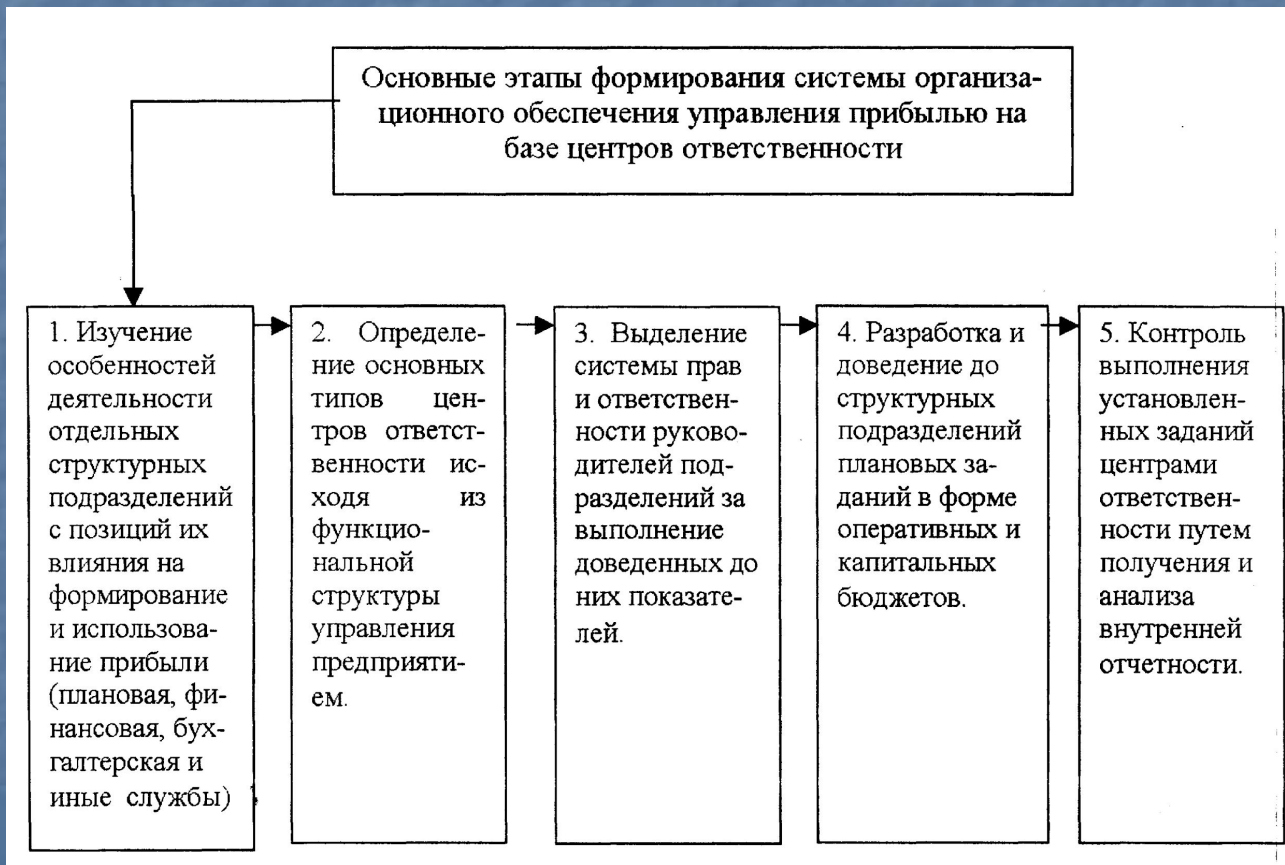 Основные этапы формирования системы организа-
ционного обеспечения управления прибылью на
базе центров ответственности
1. Изучение
особенностей
деятельности
отдельных
структурных
подразделений
с позиций их
влияния на
формирование
и использова-
ние прибыли
(плановая, фи-
нансовая, бух-
галтерская и
иные службы)
2. Определе-
ние основных
типов цен-
тров ответст-
венности ис-
ходя из
функцио-
нальной
структуры
управления
предприяти-
ем.
3. Выделение
системы прав
и ответствен-
ности руково-
дителей под-
разделений за
выполнение
доведенных до
них показате-
лей.
4. Разработка и
доведение до
структурных
подразделений
плановых за-
даний в форме
оперативных и
капитальных
бюджетов.
5. Контроль
выполнения
установлен-
ных заданий
центрами
ответствен-
ности путем
получения и
анализа
внутренней
отчетности.